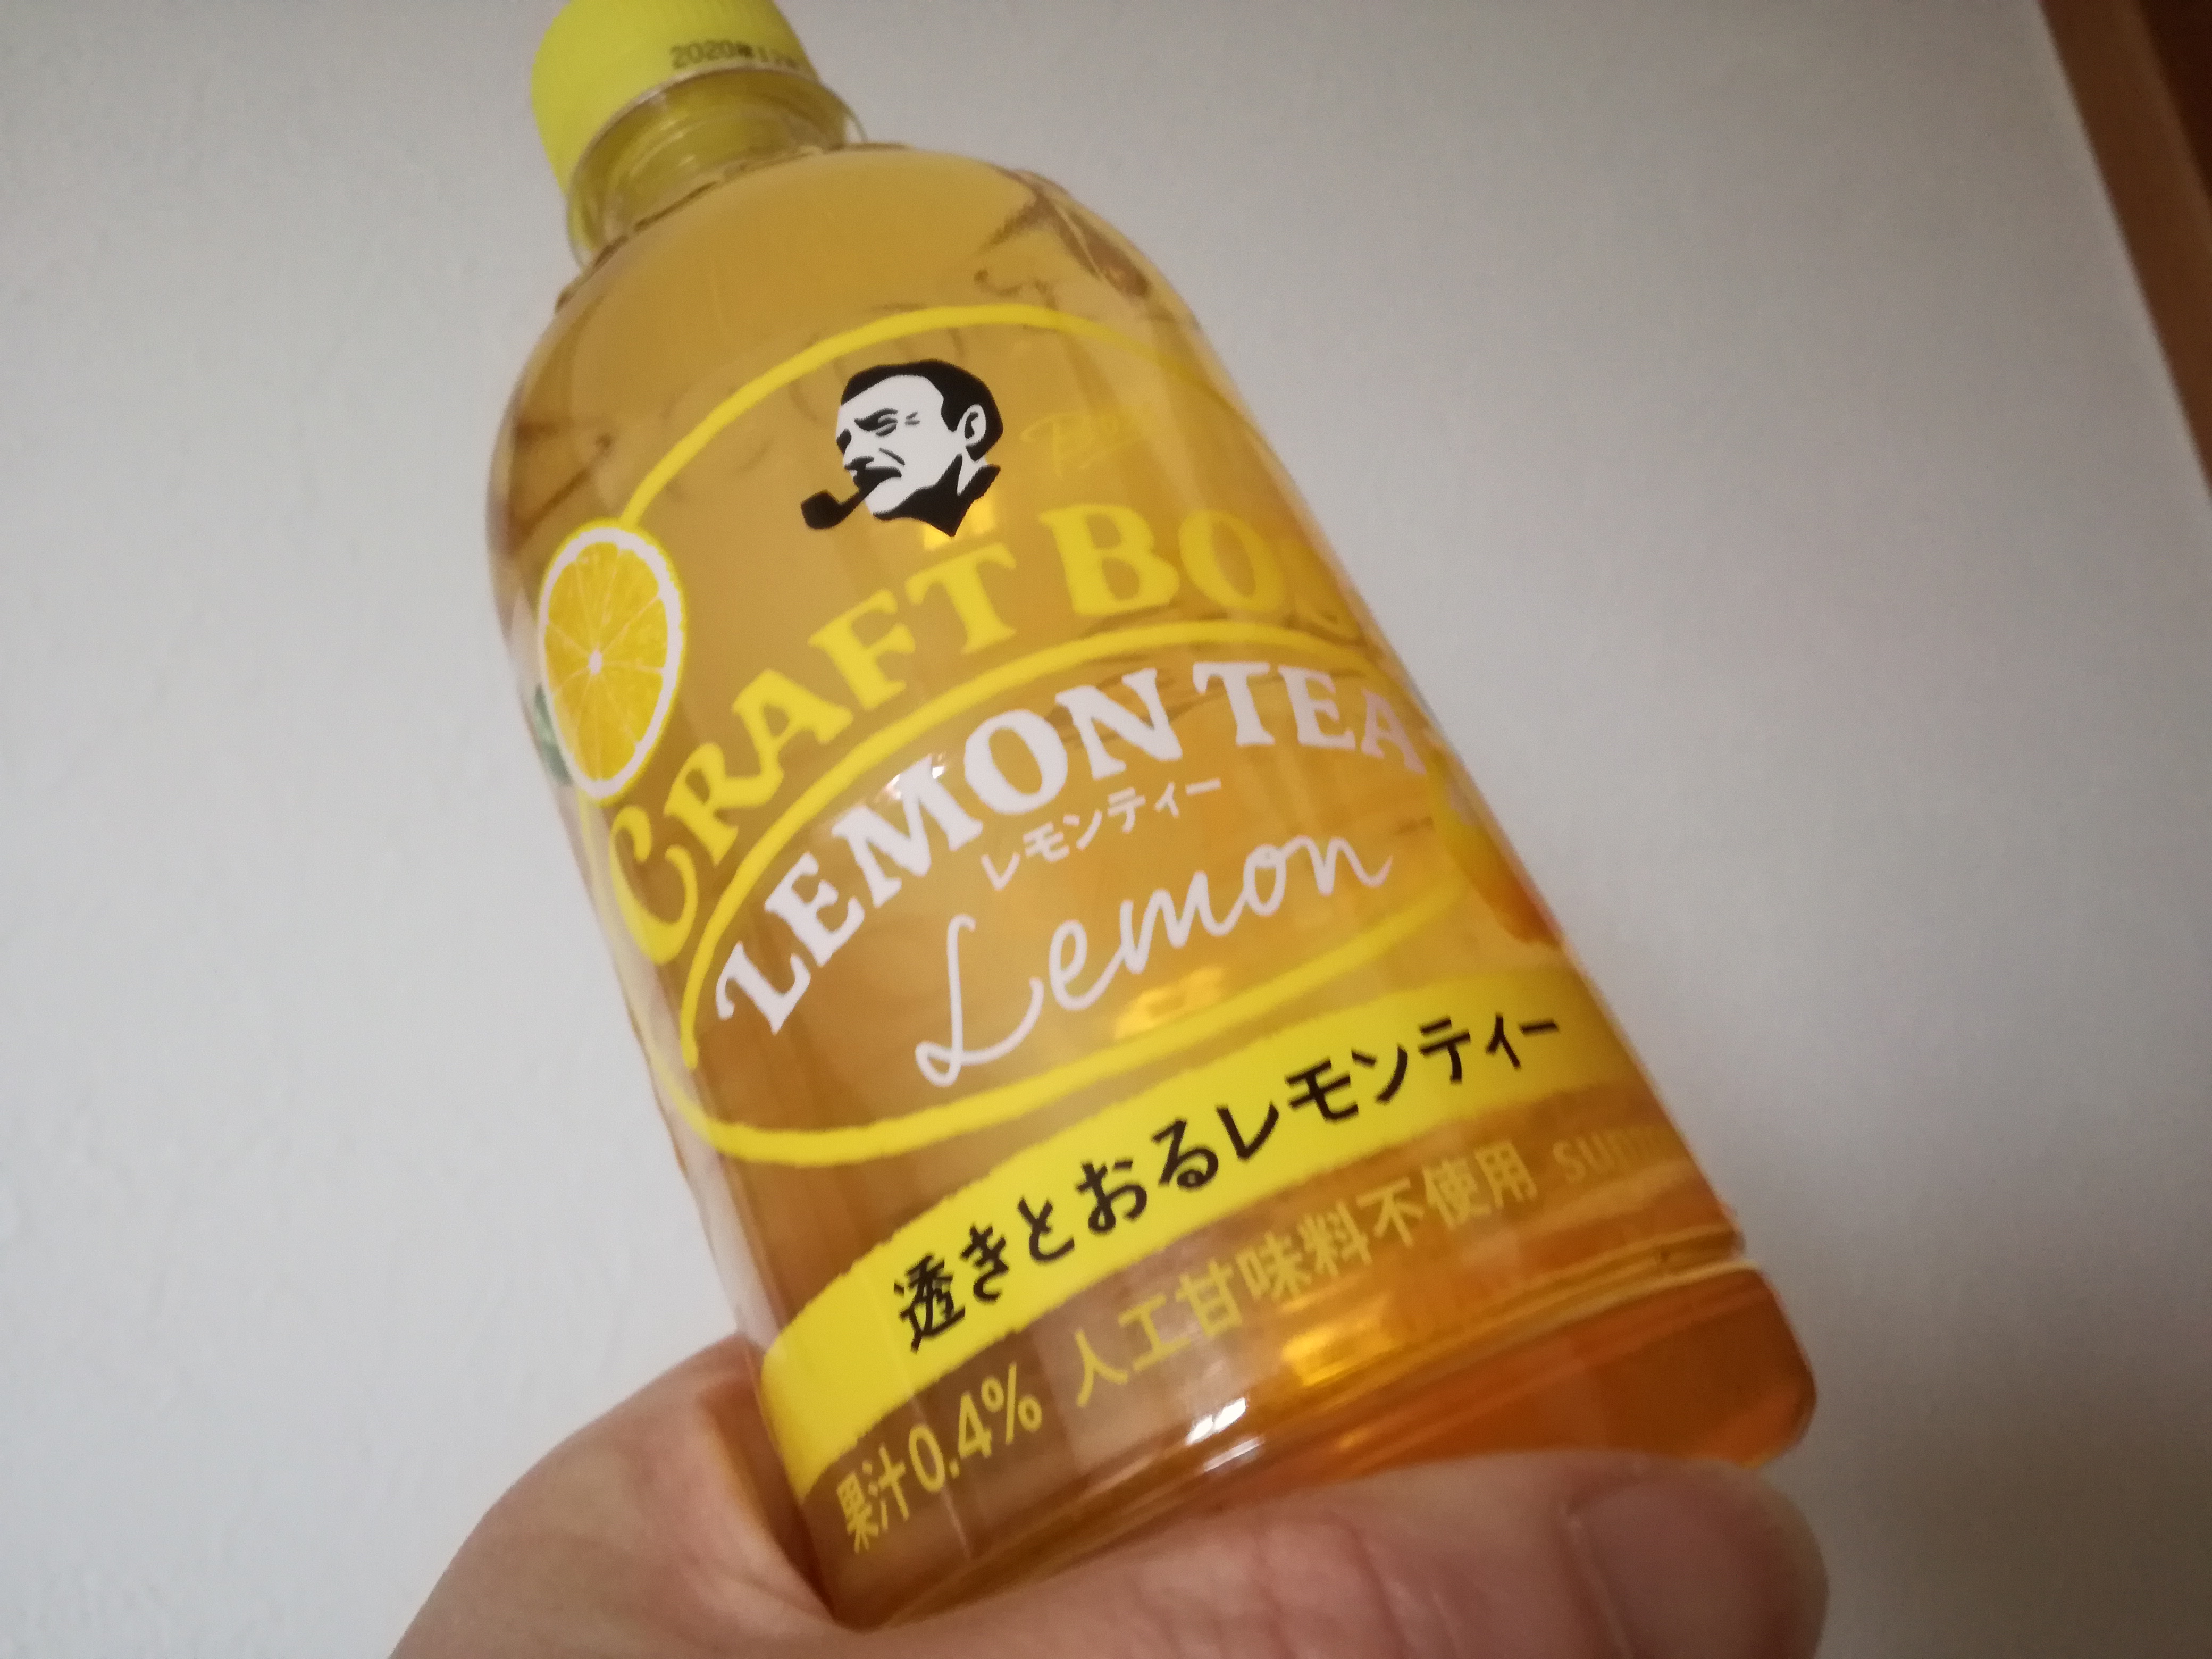 CRAFT BOSS
LEMON TEA
レモンティー
Lemon
透きとおるレモンティー
果汁0.4% 人工甘味料不使用